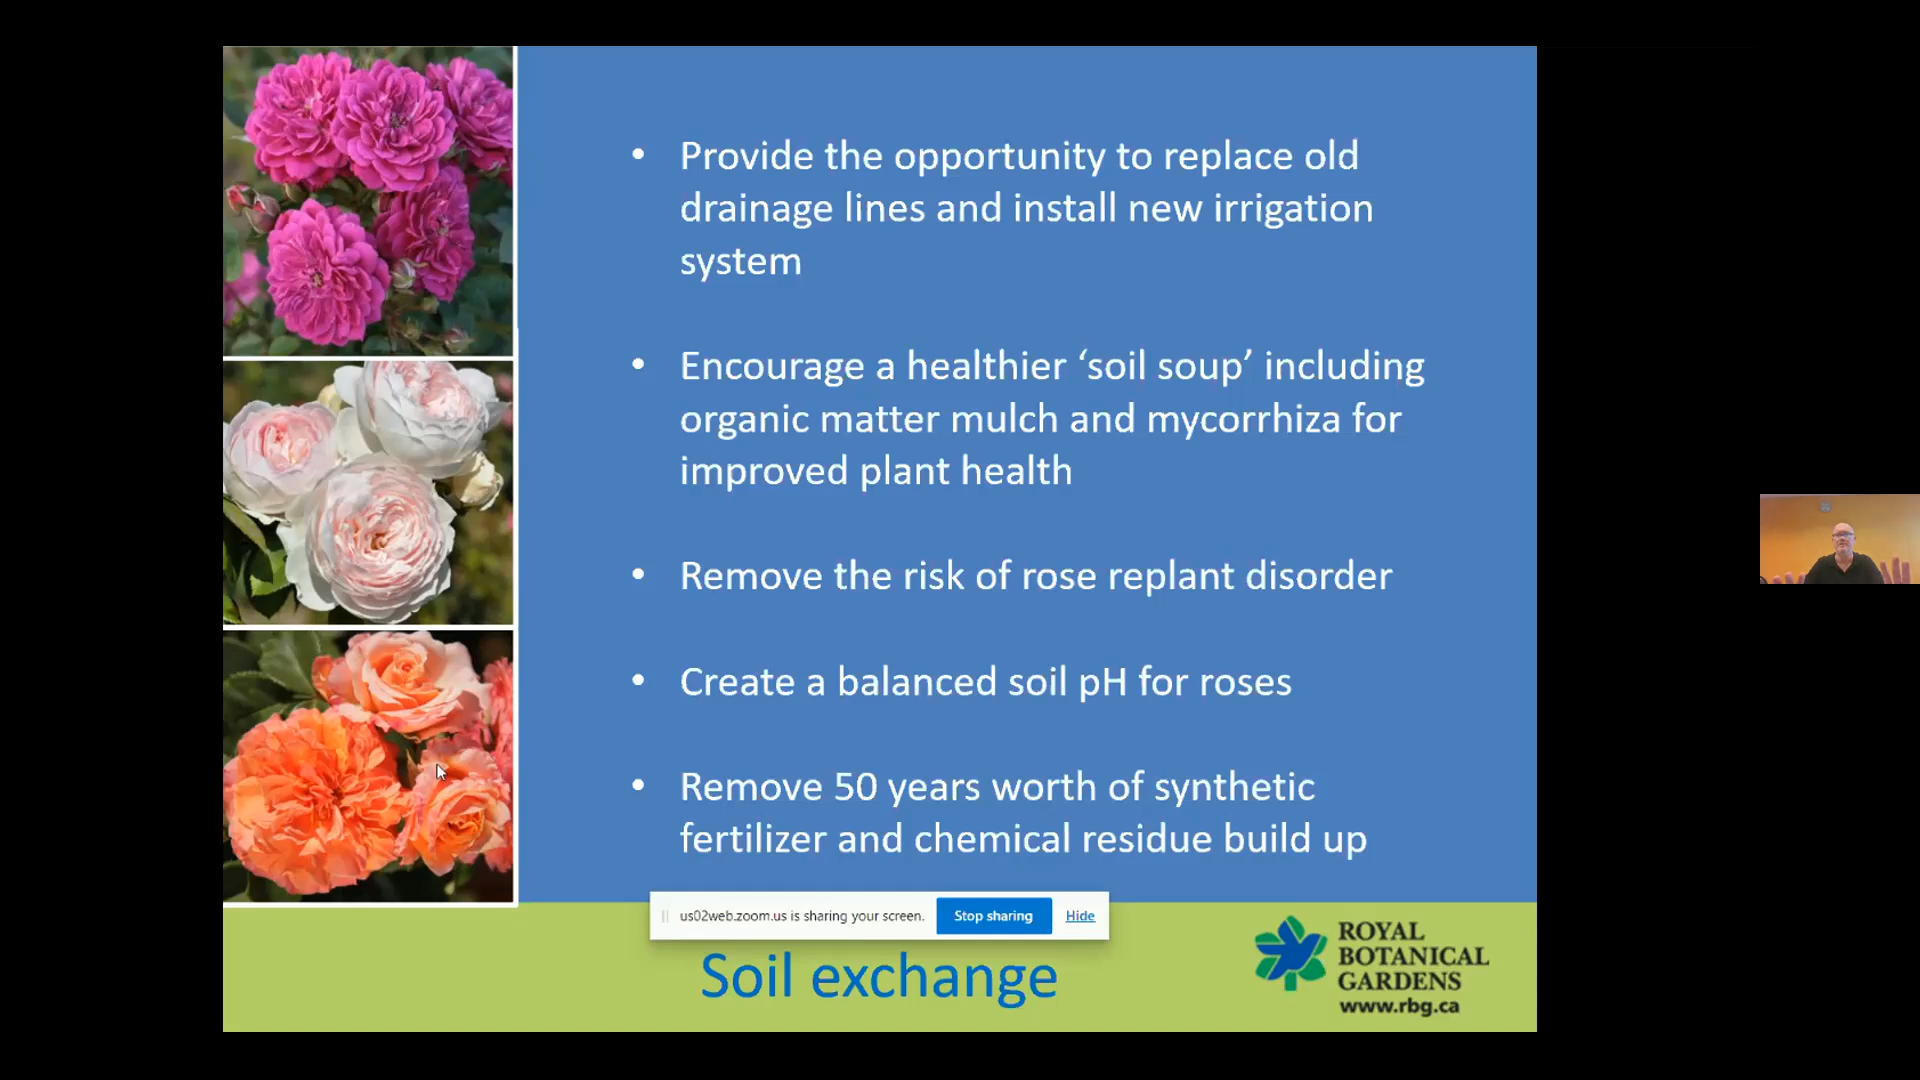 • Provide the opportunity to replace old
drainage lines and install new irrigation
system
• Encourage a healthier ‘soil soup’ including
organic matter mulch and mycorrhiza for
improved plant health
• Remove the risk of rose replant disorder
• Create a balanced soil pH for roses
• Remove 50 years worth of synthetic
fertilizer and chemical residue build up
us02web.zoom.us is sharing your screen. Stop sharing Hide
Soil exchange
ROYAL
BOTANICAL
GARDENS
www.rbg.ca